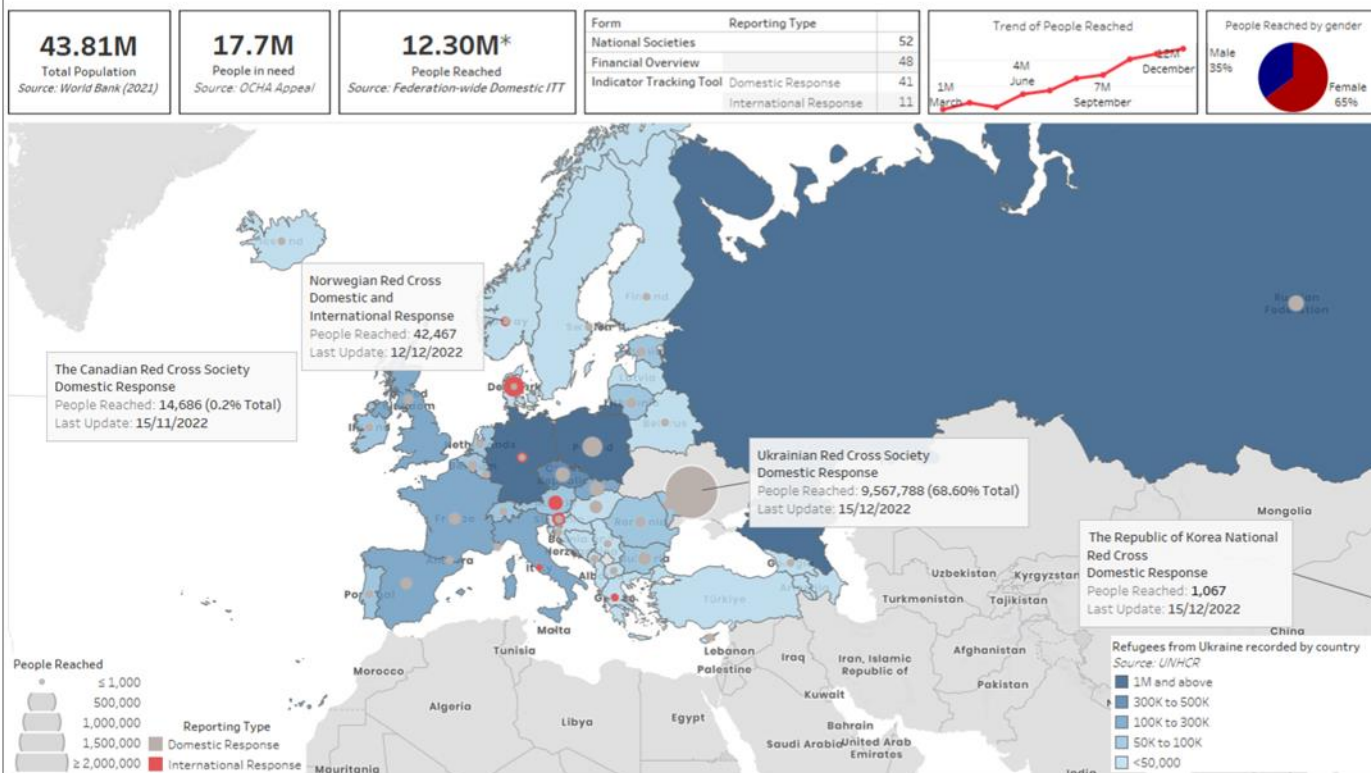 43.81M
Total Population
Source: World Bank (2021)
17.7M
People in need
Source: OCHA Appeal
12.30M*
People Reached
Source: Federation-wide Domestic ITT
Form Reporting Type
National Societies 52
Financial Overview 48
Indicator Tracking Tool Domestic Response 41
International Response 11
Trend of People Reached
1M
March
4M
June
7M
September
12M
December
People Reached by gender
Male
35%
Female
65%
Iceland
Norwegian Red Cross
Domestic and
International Response
People Reached: 42,467
Last Update: 12/12/2022
Finland
Russian
Federation
The Canadian Red Cross Society
Domestic Response
People Reached: 14,686 (0.2% Total)
Last Update: 15/11/2022
Latvia
Belarus
Ukrainian Red Cross Society
Domestic Response
People Reached: 9,567,788 (68.60% Total)
Last Update: 15/12/2022
Mongolia
The Republic of Korea National
Red Cross
Domestic Response
People Reached: 1,067
Last Update: 15/12/2022
France
Romania
Andorra
Italy
Portugal
Türkiye
Uzbekistan
Kyrgyzstan
Turkmenistan
Tajikistan
China
Malta
Tunisia
Lebanon
Palestine
Iraq
Iran, Islamic
Republic of
Afghanistan
Pakistan
Kuwait
Morocco
Algeria
Libya
Egypt
Bahrain
Saudi Arabia
United Arab
Emirates
Mauritania
India
People Reached
≤ 1,000
500,000
1,000,000
1,500,000
≥ 2,000,000
Reporting Type
Domestic Response
International Response
Refugees from Ukraine recorded by country
Source: UNHCR
1M and above
300K to 500K
100K to 300K
50K to 100K
<50,000